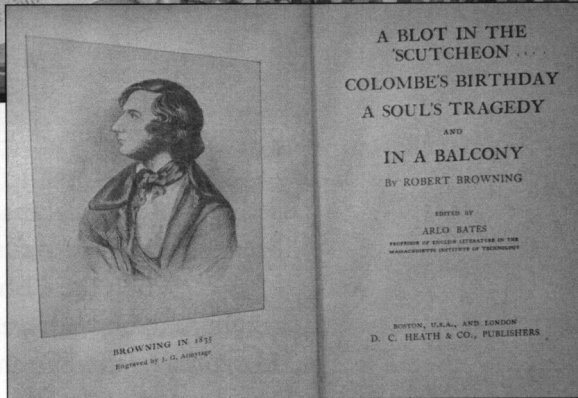 BROWNING IN 1835
Engraved by J. G. Armytage
A BLOT IN THE
'SCUTCHEON ....
COLOMBE'S BIRTHDAY
A SOUL'S TRAGEDY
AND
IN A BALCONY
BY ROBERT BROWNING
EDITED BY
ARLO BATES
PROFESSOR OF ENGLISH LITERATURE IN THE
MASSACHUSETTS INSTITUTE OF TECHNOLOGY
BOSTON, U.S.A., AND LONDON
D. C. HEATH & CO., PUBLISHERS